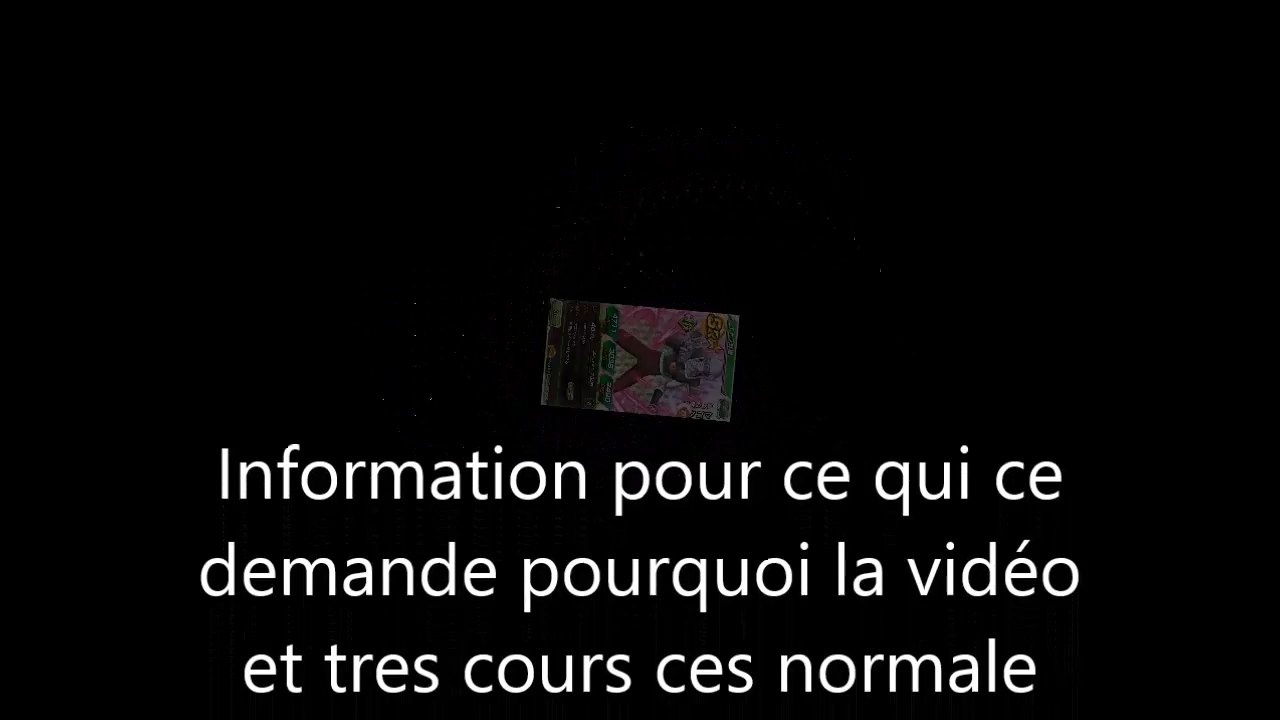 Information pour ce qui ce
demande pourquoi la vidéo
et tres cours ces normale